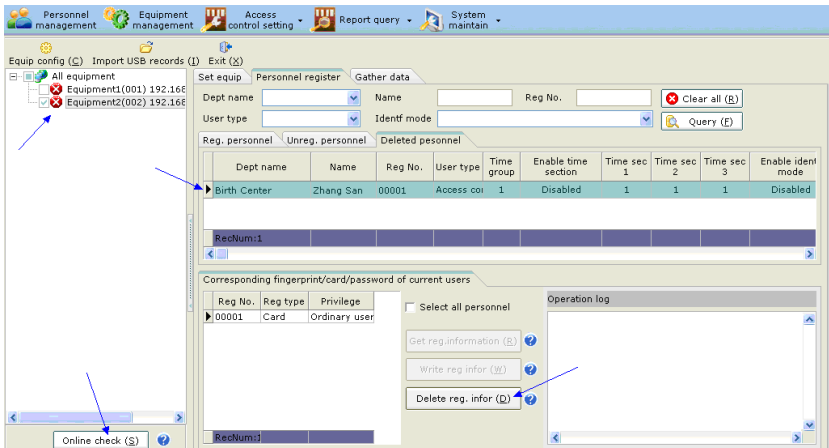 Personnel management Equipment management Access control setting Report query System maintain
Equip config (C) Import USB records (I) Exit (X)
All equipment
Equipment1(001) 192.168
Equipment2(002) 192.168
Online check (S)
Set equip Personnel register Gather data
Dept name Name Reg No. Clear all (R)
User type Identf mode Query (F)
Reg. personnel Unreg. personnel Deleted pesonnel
Dept name Name Reg No. User type Time group Enable time section Time sec 1 Time sec 2 Time sec 3 Enable ident mode
Birth Center Zhang San 00001 Access coı 1 Disabled 1 1 1 Disabled
RecNum:1
Corresponding fingerprint/card/password of current users
Reg No. Reg type Privilege
00001 Card Ordinary user
RecNum:1
Select all personnel
Get reg.information (R)
Write reg infor (W)
Delete reg. infor (D)
Operation log